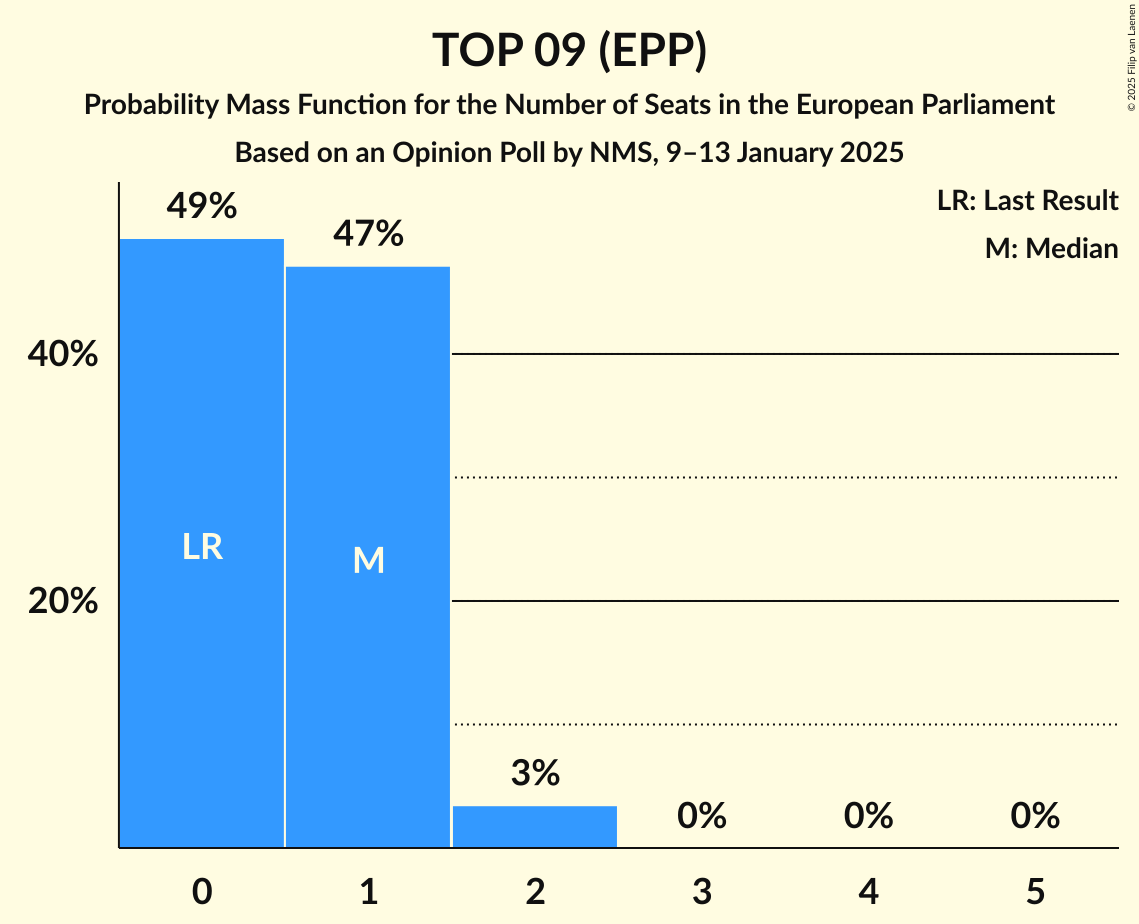 TOP 09 (EPP)
Probability Mass Function for the Number of Seats in the European Parliament
Based on an Opinion Poll by NMS, 9–13 January 2025
© 2025 Filip van Laenen
LR: Last Result
M: Median
49%
47%
40%
LR
M
20%
3%
0%
0%
0%
0
1
2
3
4
5